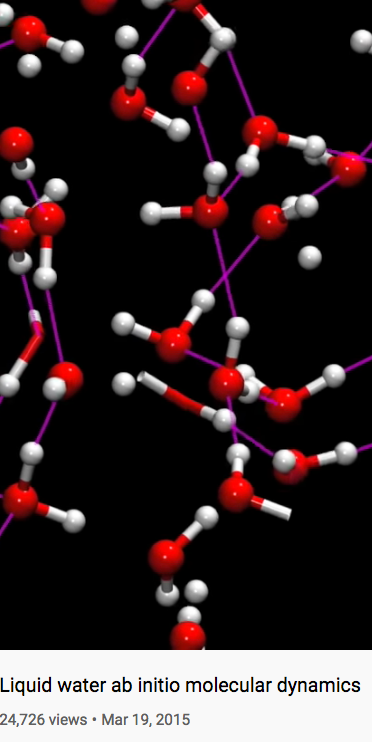 Liquid water ab initio molecular dynamics
24,726 views • Mar 19, 2015